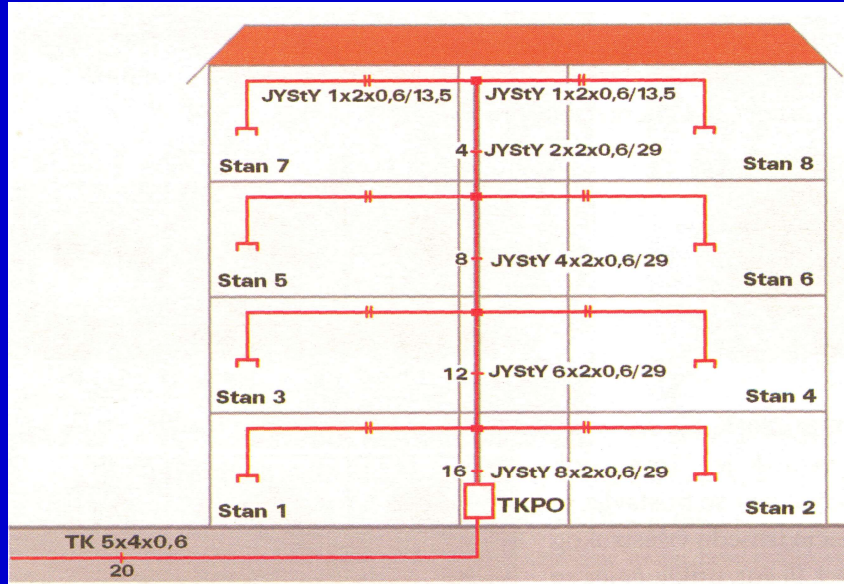 JYStY 1x2x0,6/13,5 JYStY 1x2x0,6/13,5
4 JYStY 2x2x0,6/29
Stan 7 Stan 8
8 JYStY 4x2x0,6/29
Stan 5 Stan 6
12 JYStY 6x2x0,6/29
Stan 3 Stan 4
16 JYStY 8x2x0,6/29
Stan 1 TKPO Stan 2
TK 5x4x0,6
20